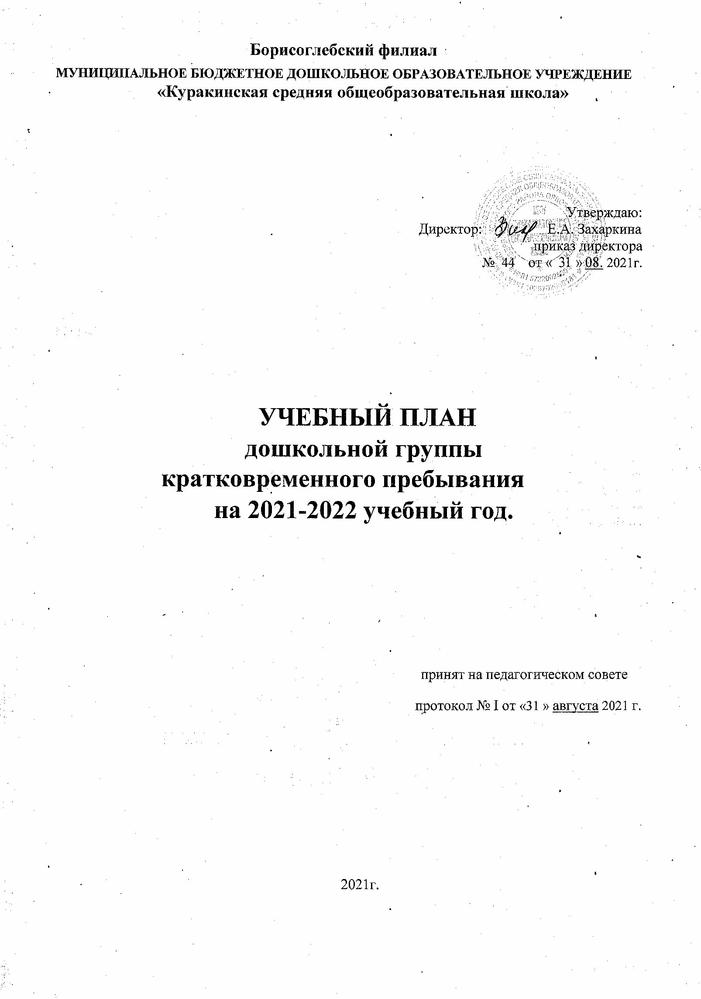 Борисоглебский филиал
МУНИЦИПАЛЬНОЕ БЮДЖЕТНОЕ ДОШКОЛЬНОЕ ОБРАЗОВАТЕЛЬНОЕ УЧРЕЖДЕНИЕ
«Куракинская средняя общеобразовательная школа»
Утверждаю:
Директор: Е.А. Захаркина
приказ директора
№ 44 от « 31 » 08. 2021г.
УЧЕБНЫЙ ПЛАН
дошкольной группы
кратковременного пребывания
на 2021-2022 учебный год.
принят на педагогическом совете
протокол № I от «31 » августа 2021 г.
2021г.